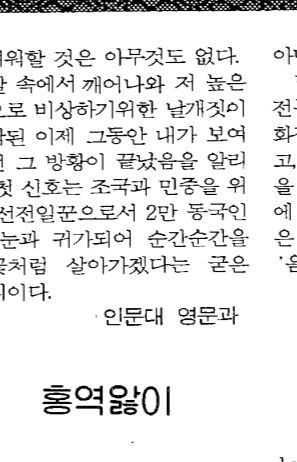 워할 것은 아무것도 없다.
속에서 깨어나와 저 높은
으로 비상하기위한 날개짓이
된 이제 그동안 내가 보여
그 방황이 끝났음을 알리
첫 신호는 조국과 민중을 위
선전일꾼으로서 2만 동국인
눈과 귀가되어 순간순간을
처럼 살아가겠다는 굳은
이다.
인문대 영문과
홍역앓이
아
전
화
고,
을
에
은